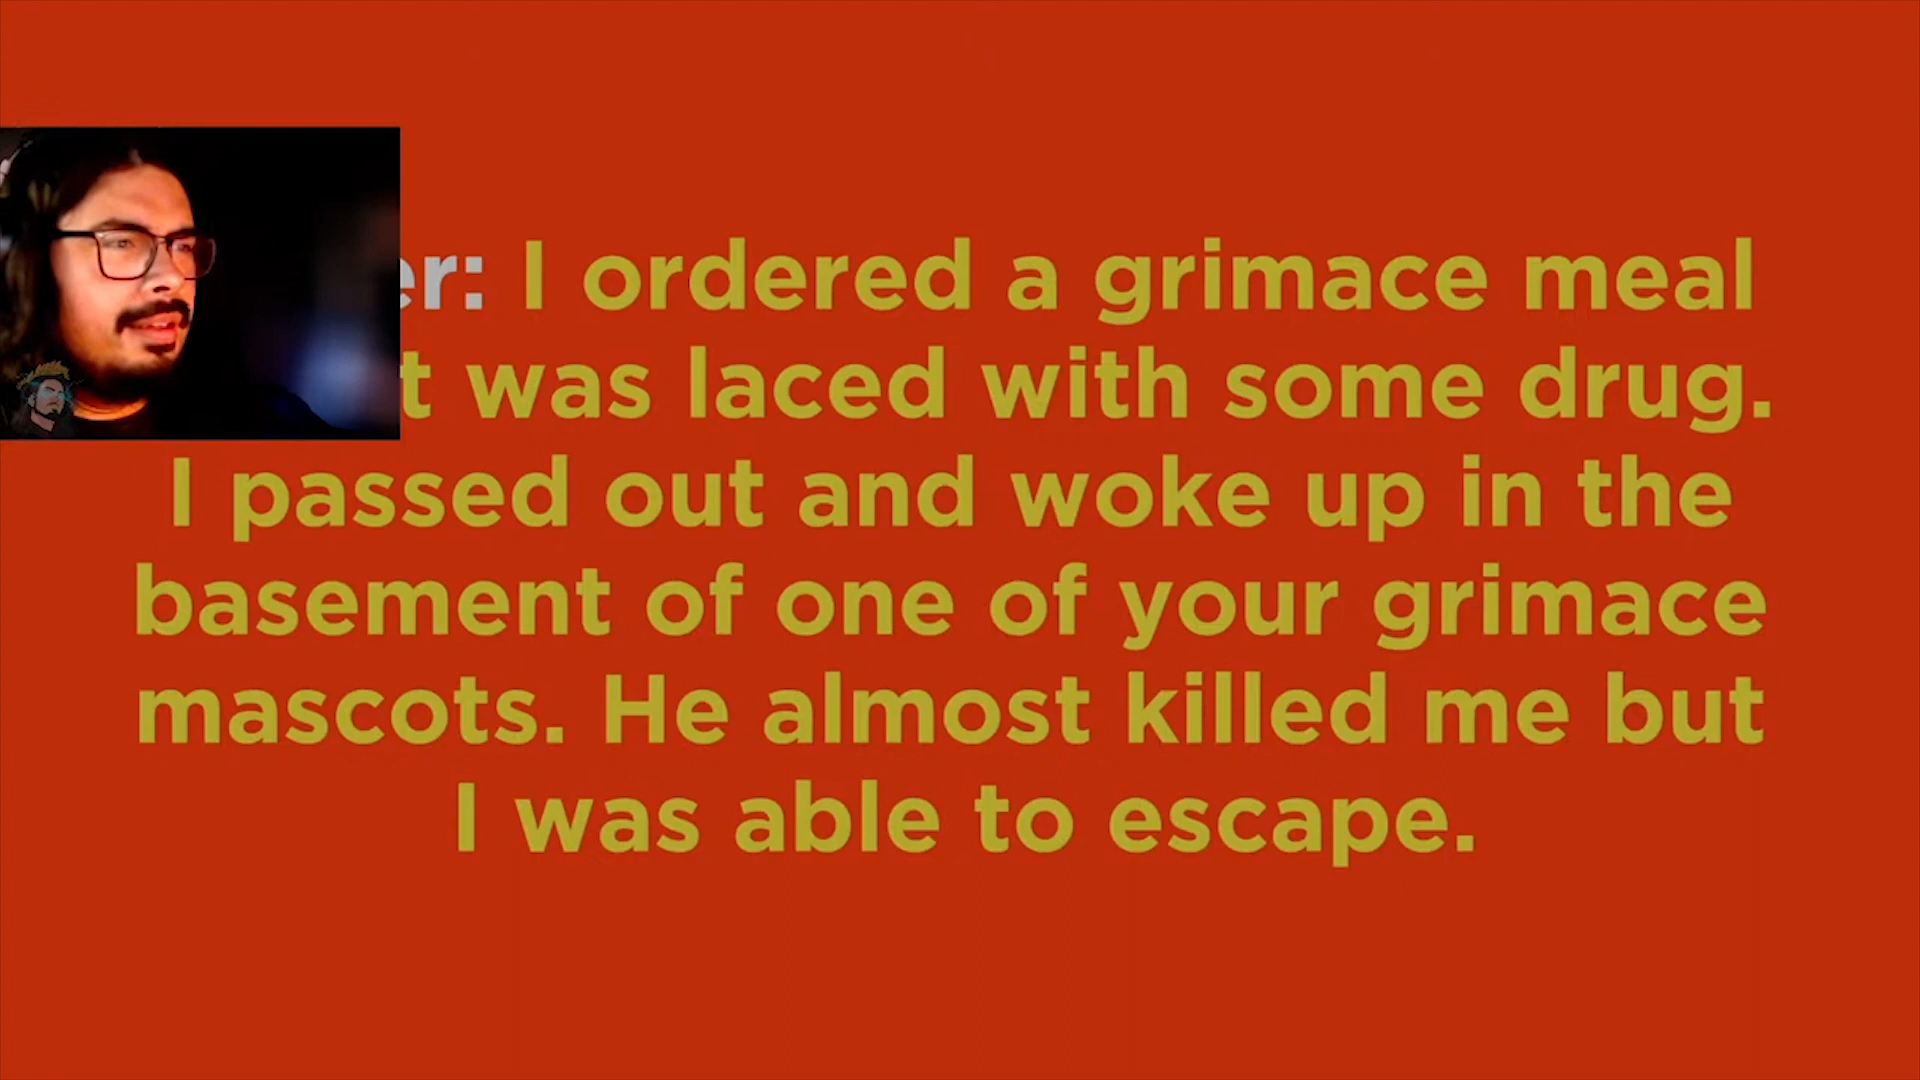 er: I ordered a grimace meal
t was laced with some drug.
I passed out and woke up in the
basement of one of your grimace
mascots. He almost killed me but
I was able to escape.